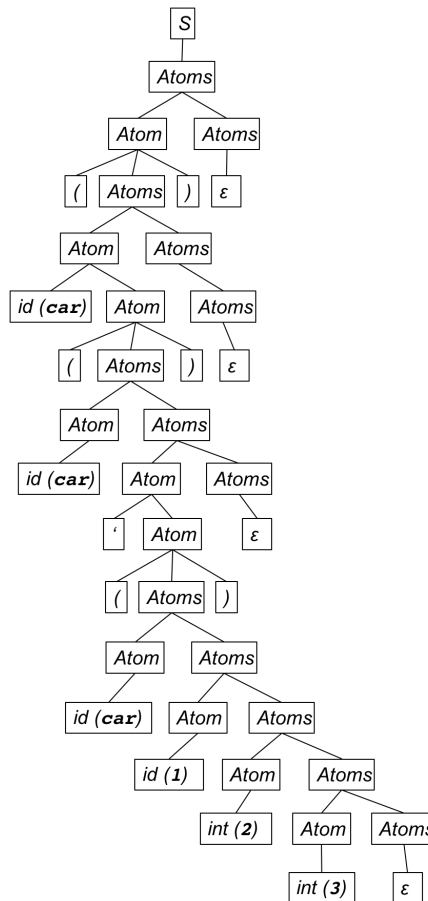 S
Atoms
Atom Atoms
( Atoms ) ε
Atom Atoms
id (car) Atom Atoms
( Atoms ) ε
Atom Atoms
id (car) Atom Atoms
‘ Atom ε
( Atoms )
Atom Atoms
id (car) Atom Atoms
id (1) Atom Atoms
int (2) Atom Atoms
int (3) ε